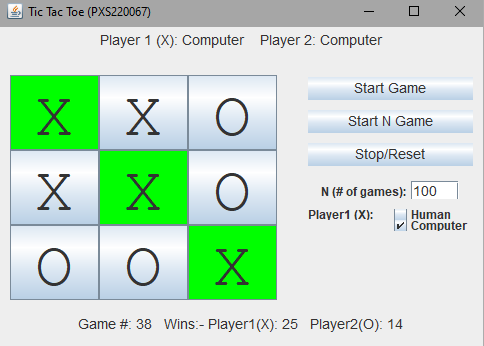 Tic Tac Toe (PXS220067)
Player 1 (X): Computer Player 2: Computer
X X O
X X O
O O X
Start Game
Start N Game
Stop/Reset
N (# of games): 100
Player1 (X): Human
Computer
Game #: 38 Wins:- Player1(X): 25 Player2(O): 14